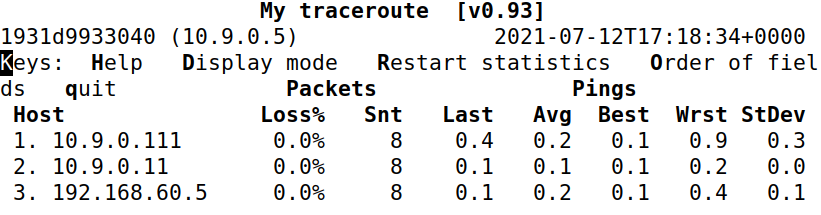 My traceroute [v0.93]
1931d9933040 (10.9.0.5) 2021-07-12T17:18:34+0000
Keys: Help Display mode Restart statistics Order of fiel
ds quit Packets Pings
Host Loss% Snt Last Avg Best Wrst StDev
1. 10.9.0.111 0.0% 8 0.4 0.2 0.1 0.9 0.3
2. 10.9.0.11 0.0% 8 0.1 0.1 0.1 0.2 0.0
3. 192.168.60.5 0.0% 8 0.1 0.2 0.1 0.4 0.1